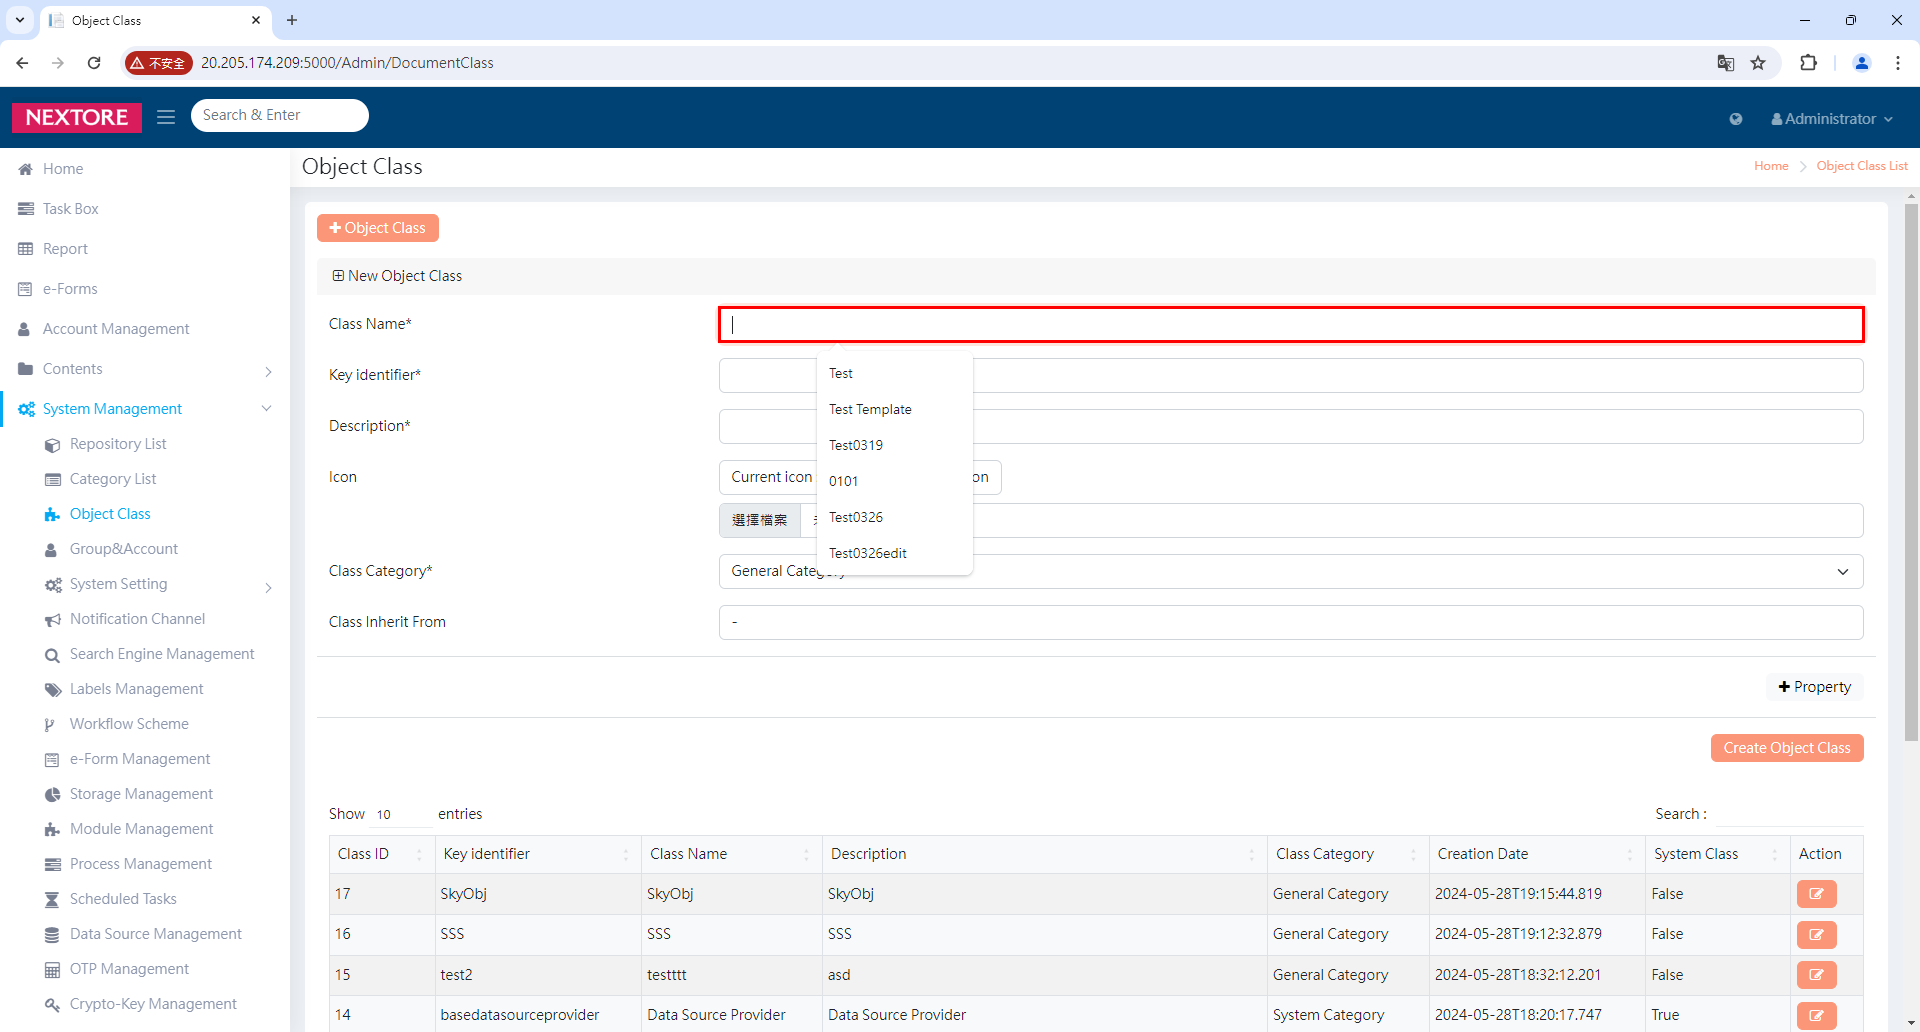 Object Class
不安全
20.205.174.209:5000/Admin/DocumentClass
NEXTORE
Search & Enter
Administrator
Home
Task Box
Report
e-Forms
Account Management
Contents
System Management
Repository List
Category List
Object Class
Group&Account
System Setting
Notification Channel
Search Engine Management
Labels Management
Workflow Scheme
e-Form Management
Storage Management
Module Management
Process Management
Scheduled Tasks
Data Source Management
OTP Management
Crypto-Key Management
Object Class
Home Object Class List
Object Class
New Object Class
Class Name*
Test
Test Template
Test0319
0101
Test0326
Test0326edit
Key identifier*
Description*
Icon
Current icon on
選擇檔案
Class Category*
General Category
Class Inherit From
-
Property
Create Object Class
Show 10 entries
Search :
Class ID Key identifier Class Name Description Class Category Creation Date System Class Action
17 SkyObj SkyObj SkyObj General Category 2024-05-28T19:15:44.819 False
16 SSS SSS SSS General Category 2024-05-28T19:12:32.879 False
15 test2 testttt asd General Category 2024-05-28T18:32:12.201 False
14 basedatasourceprovider Data Source Provider Data Source Provider System Category 2024-05-28T18:20:17.747 True